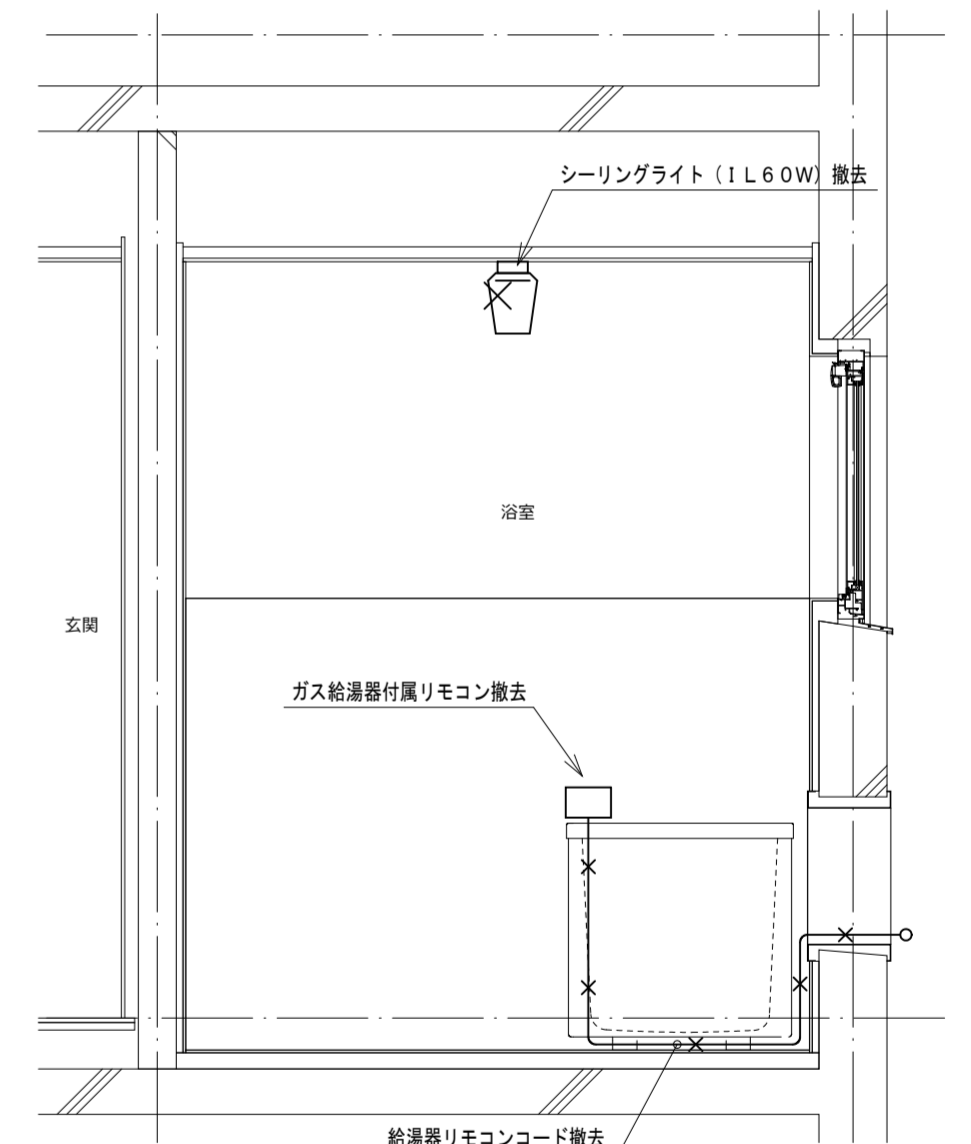 シーリングライト（ＩＬ６０Ｗ）撤去
浴室
玄関
ガス給湯器付属リモコン撤去
給湯器リモコンコード撤去